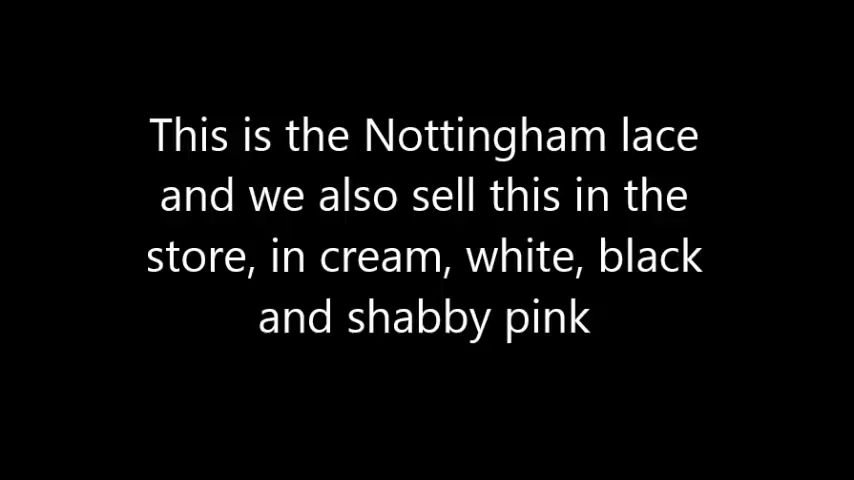 This is the Nottingham lace
and we also sell this in the
store, in cream, white, black
and shabby pink